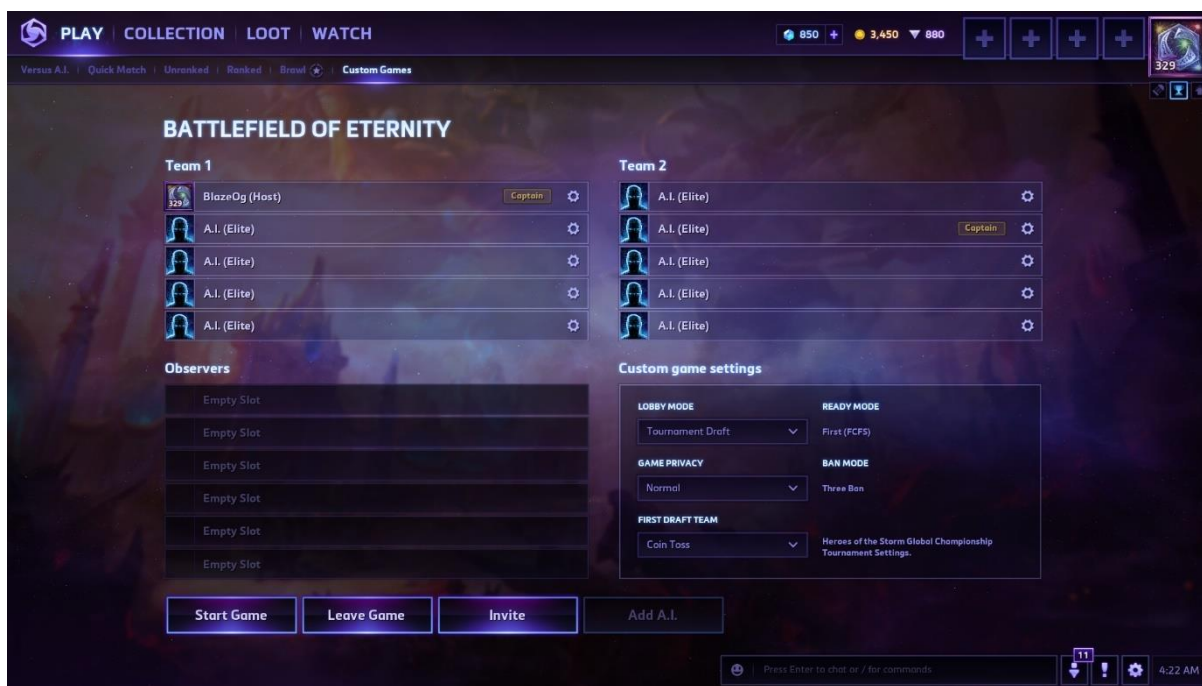 PLAY COLLECTION LOOT WATCH
850 + 3,450 880
329
Versus A.I. Quick Match Unranked Ranked Brawl Custom Games
BATTLEFIELD OF ETERNITY
Team 1
329 BlazeOg (Host) Captain
A.I. (Elite)
A.I. (Elite)
A.I. (Elite)
A.I. (Elite)
Team 2
A.I. (Elite)
A.I. (Elite) Captain
A.I. (Elite)
A.I. (Elite)
A.I. (Elite)
Observers
Empty Slot
Empty Slot
Empty Slot
Empty Slot
Empty Slot
Empty Slot
Custom game settings
LOBBY MODE READY MODE
Tournament Draft First (FCFS)
GAME PRIVACY BAN MODE
Normal Three Ban
FIRST DRAFT TEAM
Coin Toss
Heroes of the Storm Global Championship
Tournament Settings.
Start Game Leave Game Invite Add A.I.
Press Enter to chat or / for commands
11
4:22 AM